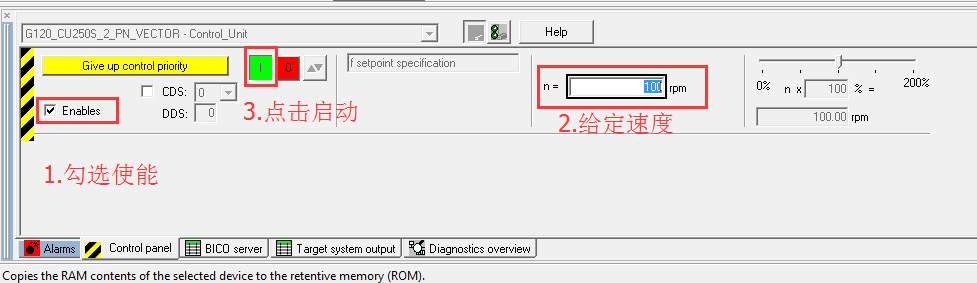 G120_CU250S_2_PN_VECTOR - Control_Unit
Help
Give up control priority
I
0
f setpoint specification
n =
100
rpm
0%
n x
100
% =
200%
CDS:
0
Enables
DDS:
0
3.点击启动
2.给定速度
100.00
rpm
1.勾选使能
Alarms
Control panel
BICO server
Target system output
Diagnostics overview
Copies the RAM contents of the selected device to the retentive memory (ROM).